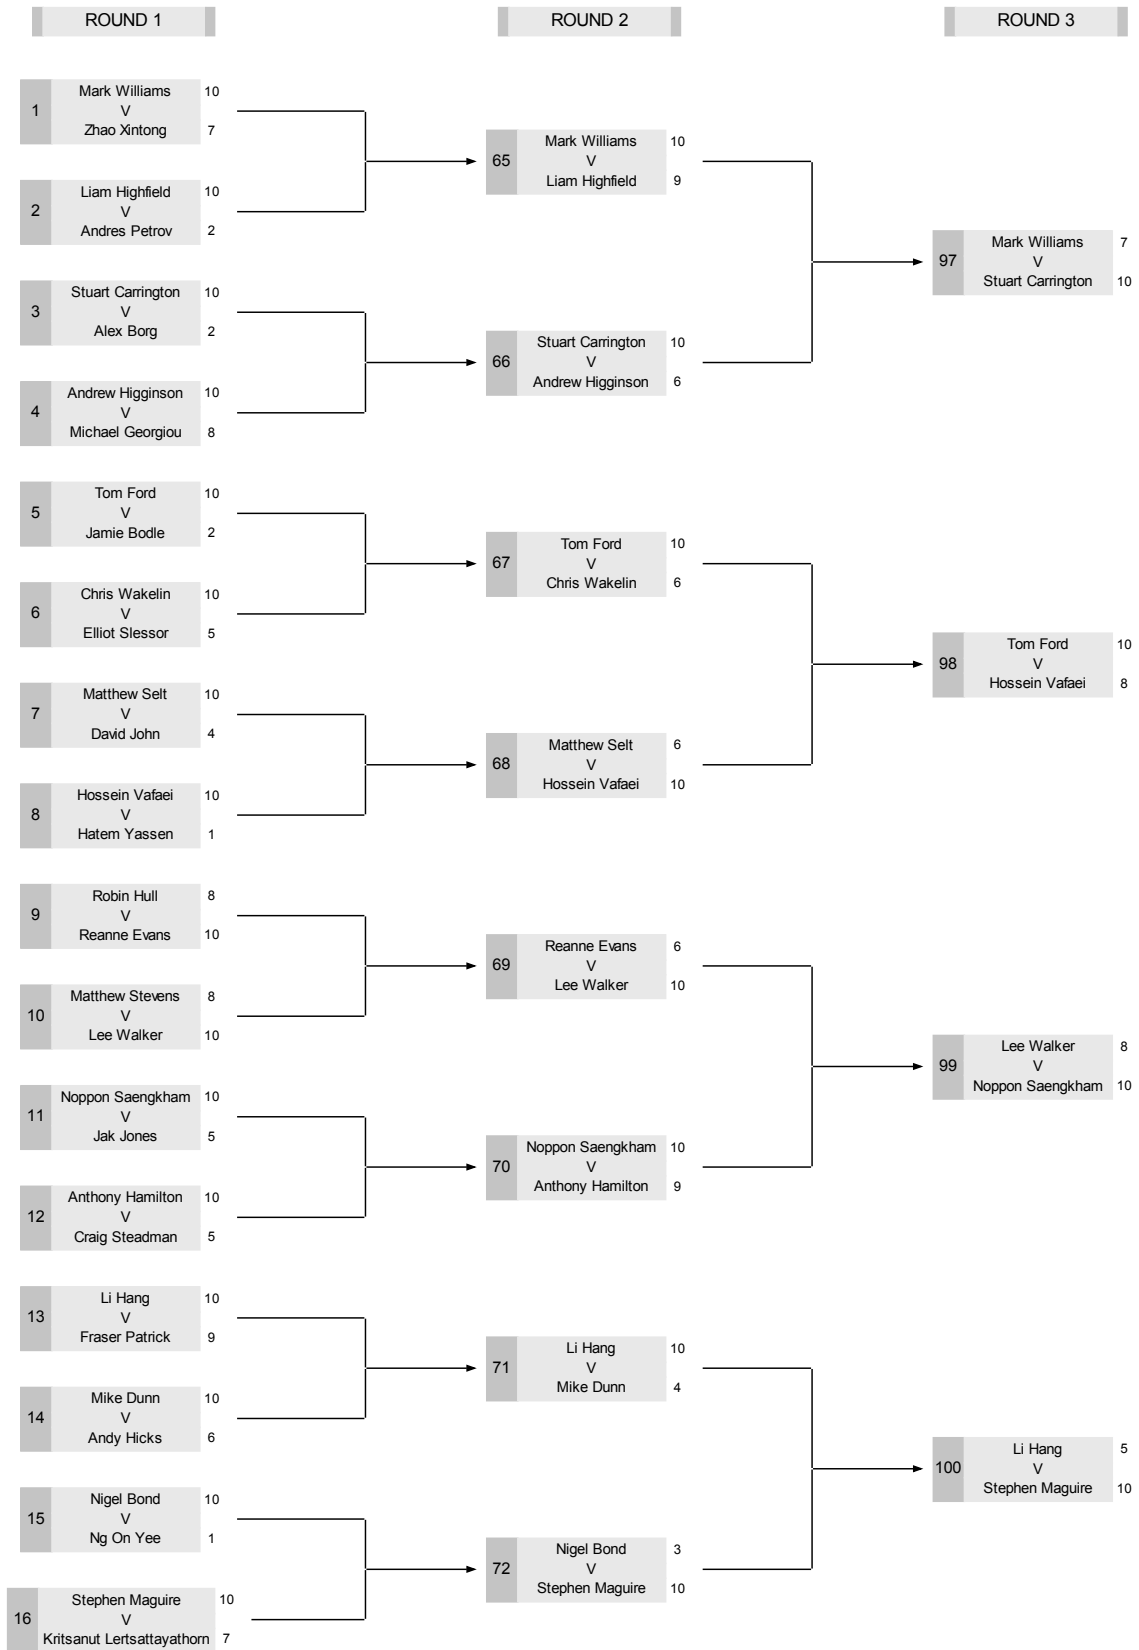 ROUND 1
ROUND 2
ROUND 3
1
Mark Williams 10
V
Zhao Xintong 7
2
Liam Highfield 10
V
Andres Petrov 2
3
Stuart Carrington 10
V
Alex Borg 2
4
Andrew Higginson 10
V
Michael Georgiou 8
5
Tom Ford 10
V
Jamie Bodle 2
6
Chris Wakelin 10
V
Elliot Slessor 5
7
Matthew Selt 10
V
David John 4
8
Hossein Vafaei 10
V
Hatem Yassen 1
9
Robin Hull 8
V
Reanne Evans 10
10
Matthew Stevens 8
V
Lee Walker 10
11
Noppon Saengkham 10
V
Jak Jones 5
12
Anthony Hamilton 10
V
Craig Steadman 5
13
Li Hang 10
V
Fraser Patrick 9
14
Mike Dunn 10
V
Andy Hicks 6
15
Nigel Bond 10
V
Ng On Yee 1
16
Stephen Maguire 10
V
Kritsanut Lertsattayathorn 7
65
Mark Williams 10
V
Liam Highfield 9
66
Stuart Carrington 10
V
Andrew Higginson 6
67
Tom Ford 10
V
Chris Wakelin 6
68
Matthew Selt 6
V
Hossein Vafaei 10
69
Reanne Evans 6
V
Lee Walker 10
70
Noppon Saengkham 10
V
Anthony Hamilton 9
71
Li Hang 10
V
Mike Dunn 4
72
Nigel Bond 3
V
Stephen Maguire 10
97
Mark Williams 7
V
Stuart Carrington 10
98
Tom Ford 10
V
Hossein Vafaei 8
99
Lee Walker 8
V
Noppon Saengkham 10
100
Li Hang 5
V
Stephen Maguire 10